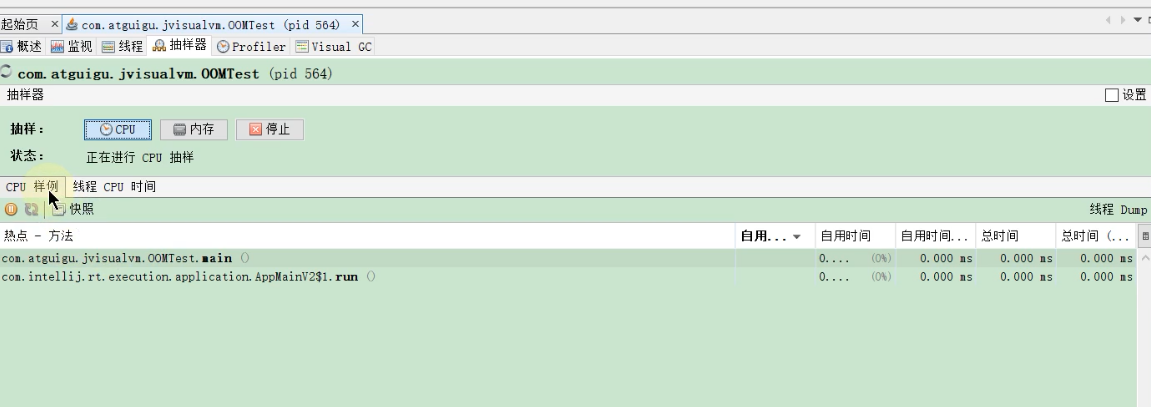 起始页 × com.atguigu.jvisualvm.OOMTest (pid 564) ×
概述 监视 线程 抽样器 Profiler Visual GC
com.atguigu.jvisualvm.OOMTest (pid 564)
抽样器 设置
抽样: CPU 内存 停止
状态: 正在进行 CPU 抽样
CPU 样例 线程 CPU 时间
快照 线程 Dump
热点 - 方法 自用... 自用时间 自用时间... 总时间 总时间 (...
com.atguigu.jvisualvm.OOMTest.main () 0.... (0%) 0.000 ms 0.000 ms 0.000 ms
com.intellij.rt.execution.application.AppMainV2$1.run () 0.... (0%) 0.000 ms 0.000 ms 0.000 ms